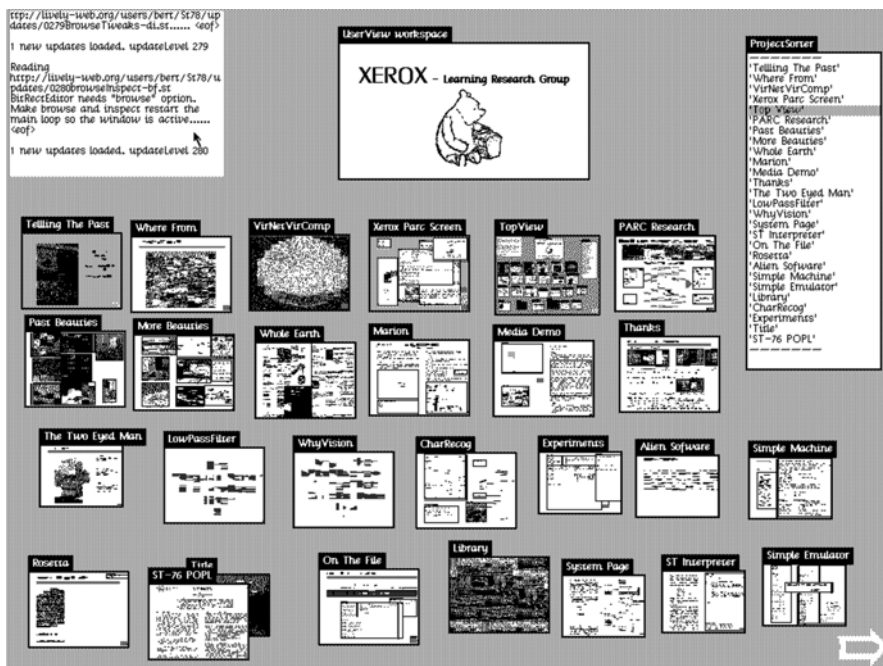 ttp://lively-web.org/users/bert/St78/up
dates/0279BrowseTweaks-di.st...... <eof>
1 new updates loaded. updateLevel 279
Reading
http://lively-web.org/users/bert/St78/u
pdates/0280browseInspect-bf.st
BitRectEditor needs "browse" option.
Make browse and inspect restart the
main loop so the window is active......
<eof>
1 new updates loaded. updateLevel 280
UserView workspace
XEROX - Learning Research Group
ProjectSorter
'Tellling The Past'
'Where From'
'VirNetVirComp'
'Xerox Parc Screen'
'Top View'
'PARC Research'
'Past Beauties'
'More Beauties'
'Whole Earth'
'Marion'
'Media Demo'
'Thanks'
'The Two Eyed Man'
'LowPassFilter'
'WhyVision'
'System Page'
'ST Interpreter'
'On The File'
'Rosetta'
'Alien Sofware'
'Simple Machine'
'Simple Emulator'
'Library'
'CharRecog'
'Experiments'
'Title'
'ST-76 POPL'
Tellling The Past
Where From
VirNetVirComp
Xerox Parc Screen
TopView
PARC Research
Past Beauties
More Beauties
Whole Earth
Marion
Media Demo
Thanks
The Two Eyed Man
LowPassFilter
WhyVision
CharRecog
Experiments
Alien Sofware
Simple Machine
Rosetta
Title
ST-76 POPL
On The File
Library
System Page
ST Interpreter
Simple Emulator